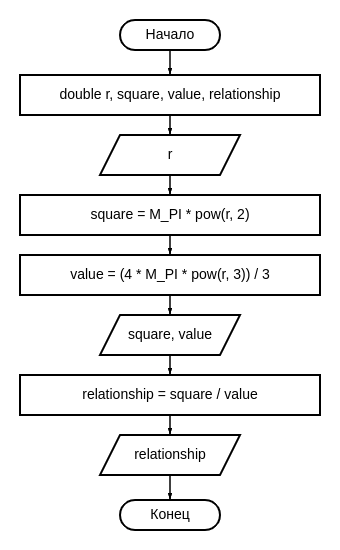 Начало
double r, square, value, relationship
r
square = M_PI * pow(r, 2)
value = (4 * M_PI * pow(r, 3)) / 3
square, value
relationship = square / value
relationship
Конец